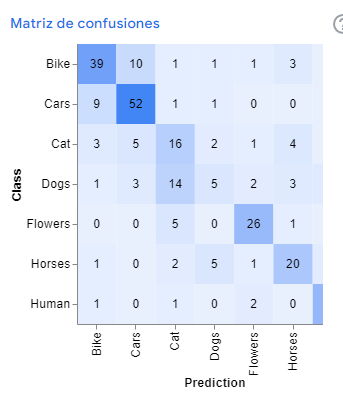 Matriz de confusiones
Class
Bike 39 10 1 1 1 3
Cars 9 52 1 1 0 0
Cat 3 5 16 2 1 4
Dogs 1 3 14 5 2 3
Flowers 0 0 5 0 26 1
Horses 1 0 2 5 1 20
Human 1 0 1 0 2 0
Bike Cars Cat Dogs Flowers Horses
Prediction